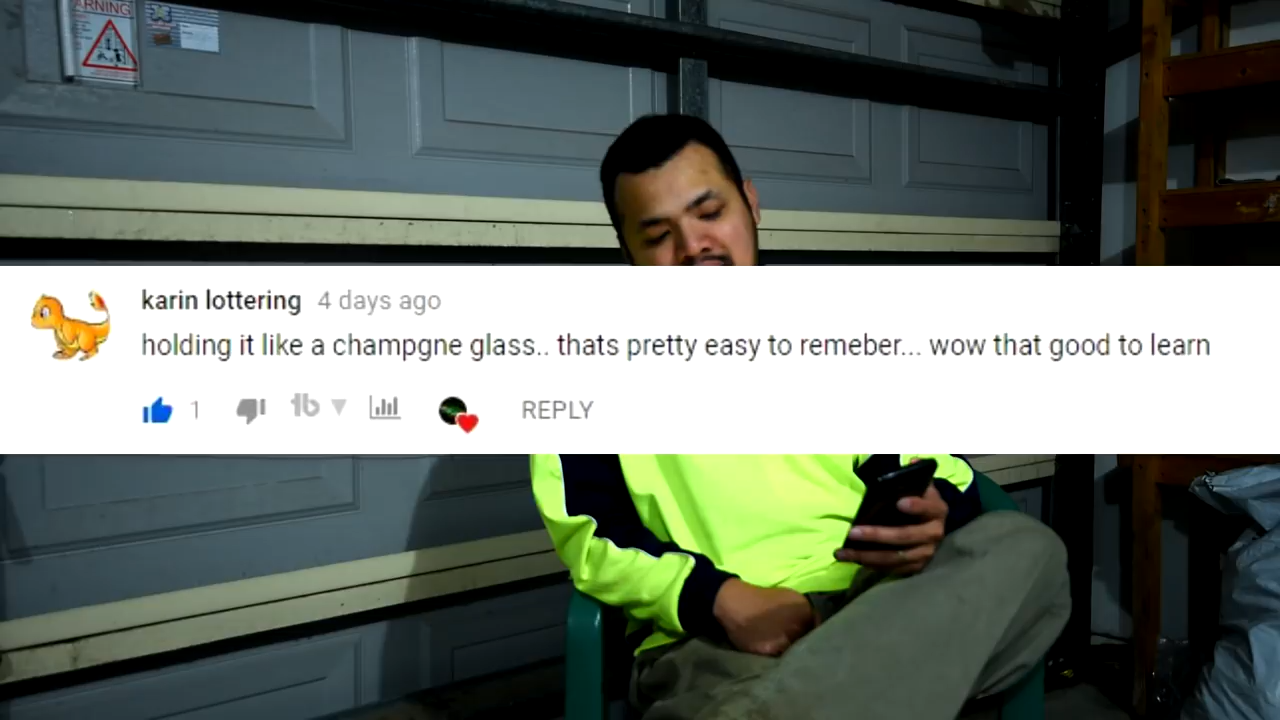 ARNING
karin lottering 4 days ago
holding it like a champgne glass.. thats pretty easy to remeber... wow that good to learn
1
REPLY